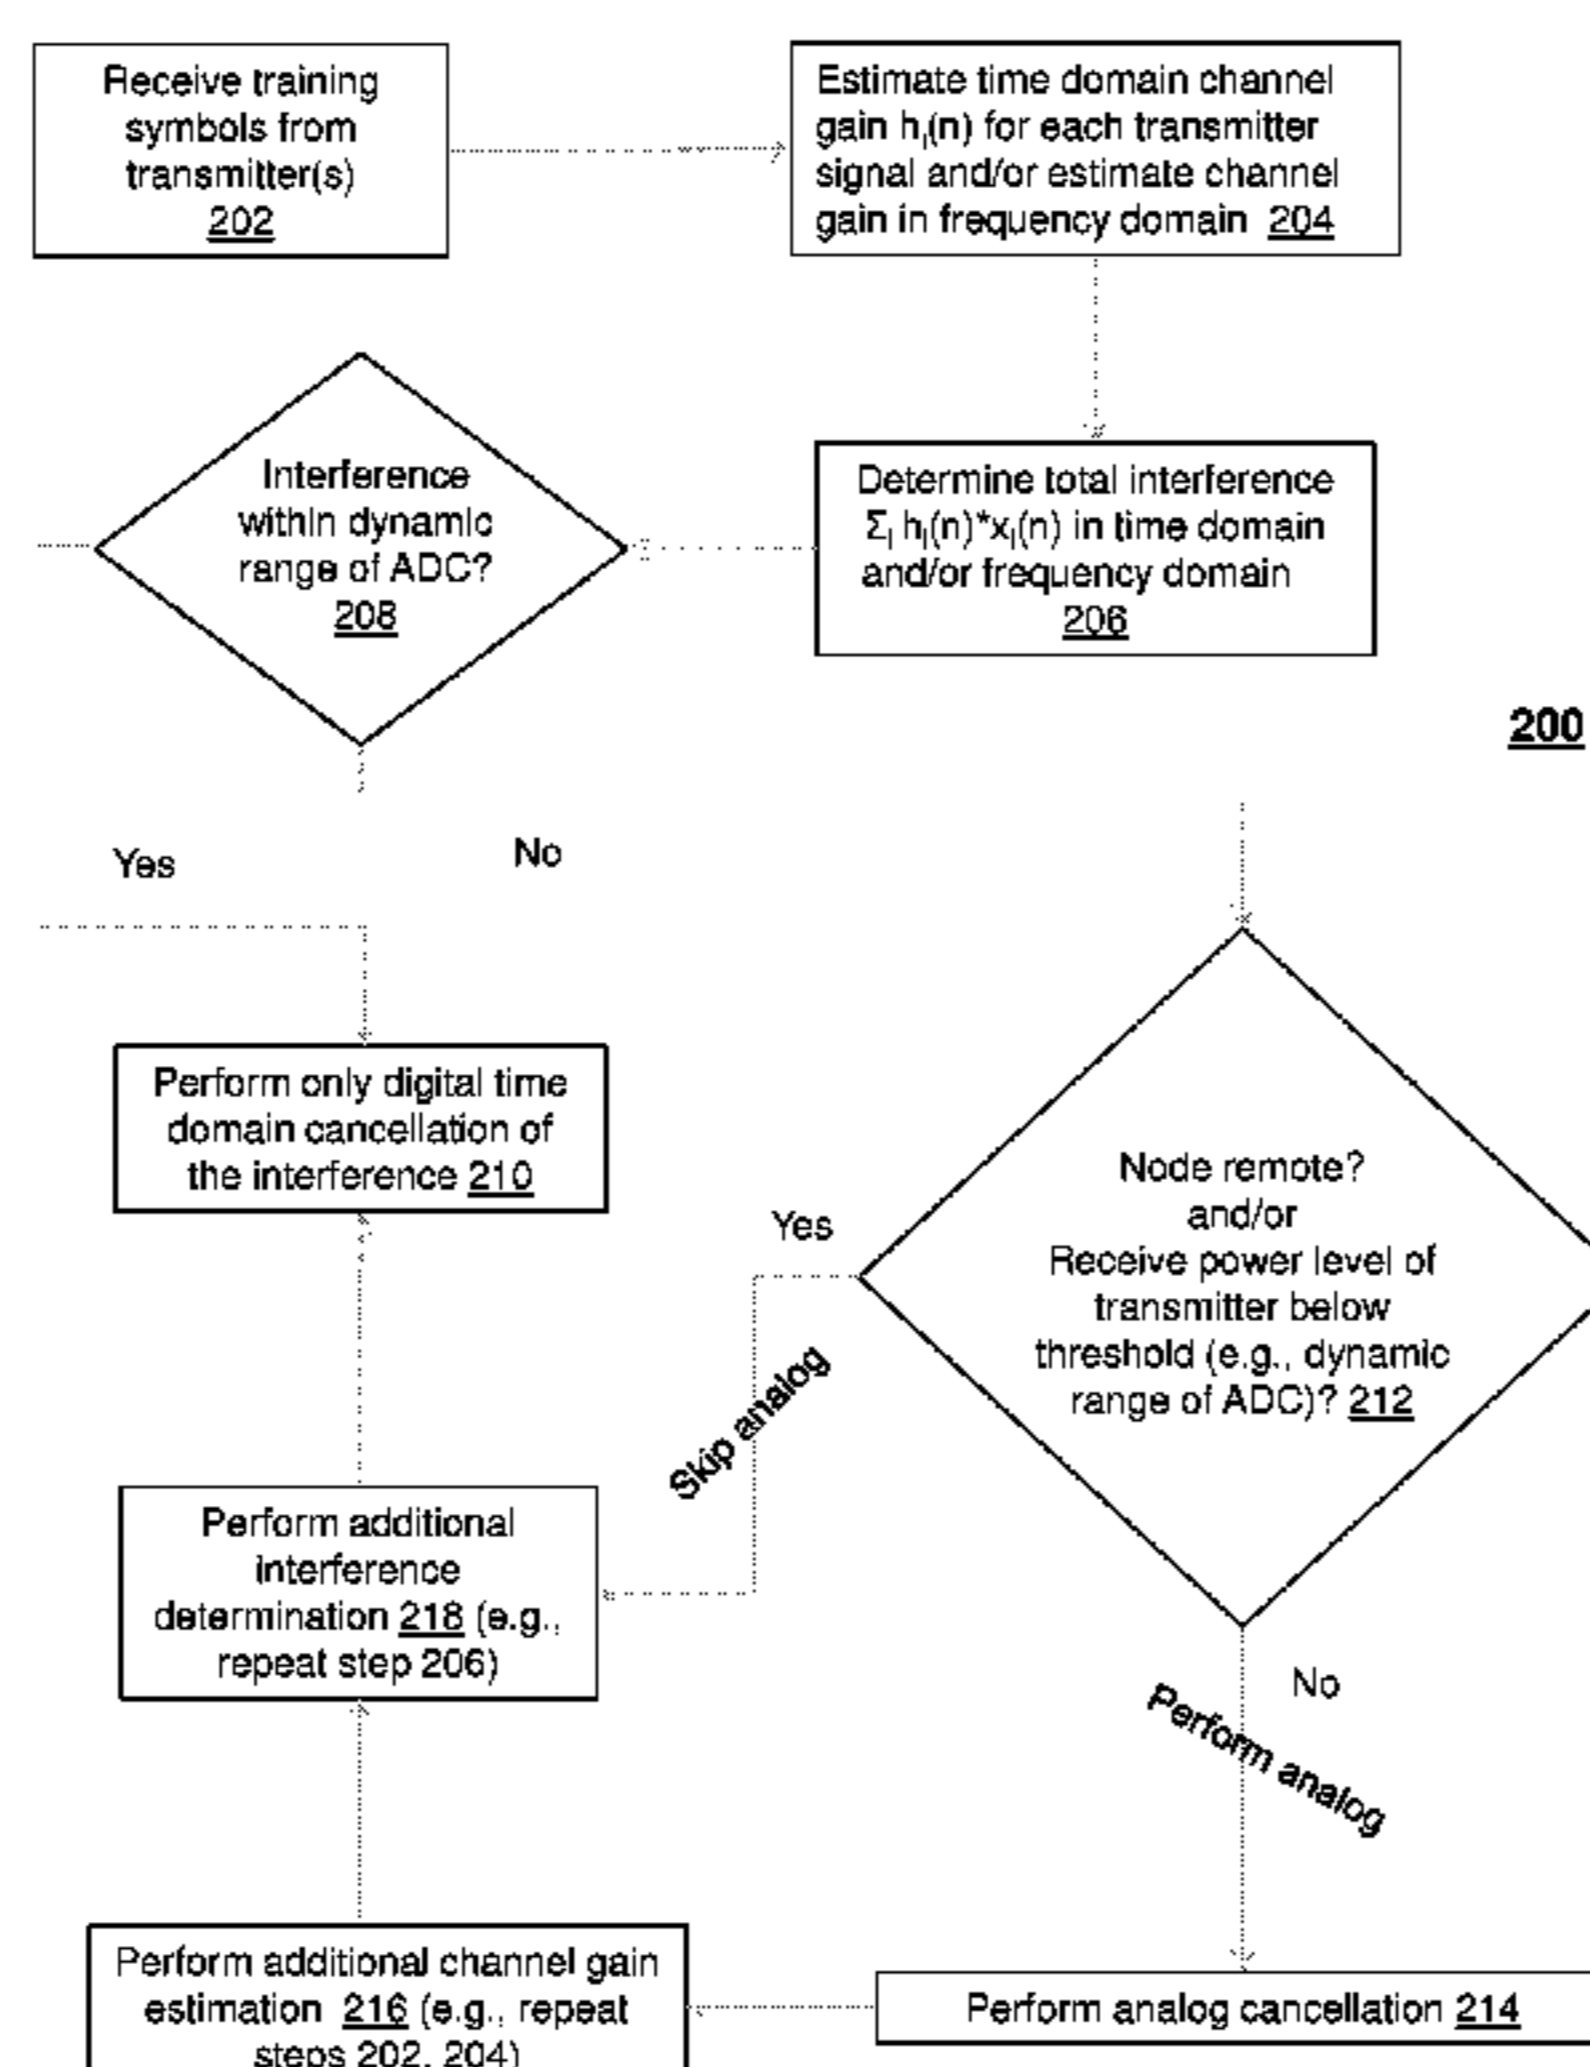 Receive training
symbols from
transmitter(s)
202
Estimate time domain channel
gain hᵢ(n) for each transmitter
signal and/or estimate channel
gain in frequency domain 204
Interference
within dynamic
range of ADC?
208
Determine total interference
Σᵢ hᵢ(n)*xᵢ(n) in time domain
and/or frequency domain
206
200
Yes
No
Perform only digital time
domain cancellation of
the interference 210
Yes
Node remote?
and/or
Receive power level of
transmitter below
threshold (e.g., dynamic
range of ADC)? 212
Skip analog
Perform additional
interference
determination 218 (e.g.,
repeat step 206)
No
Perform analog
Perform additional channel gain
estimation 216 (e.g., repeat
steps 202, 204)
Perform analog cancellation 214